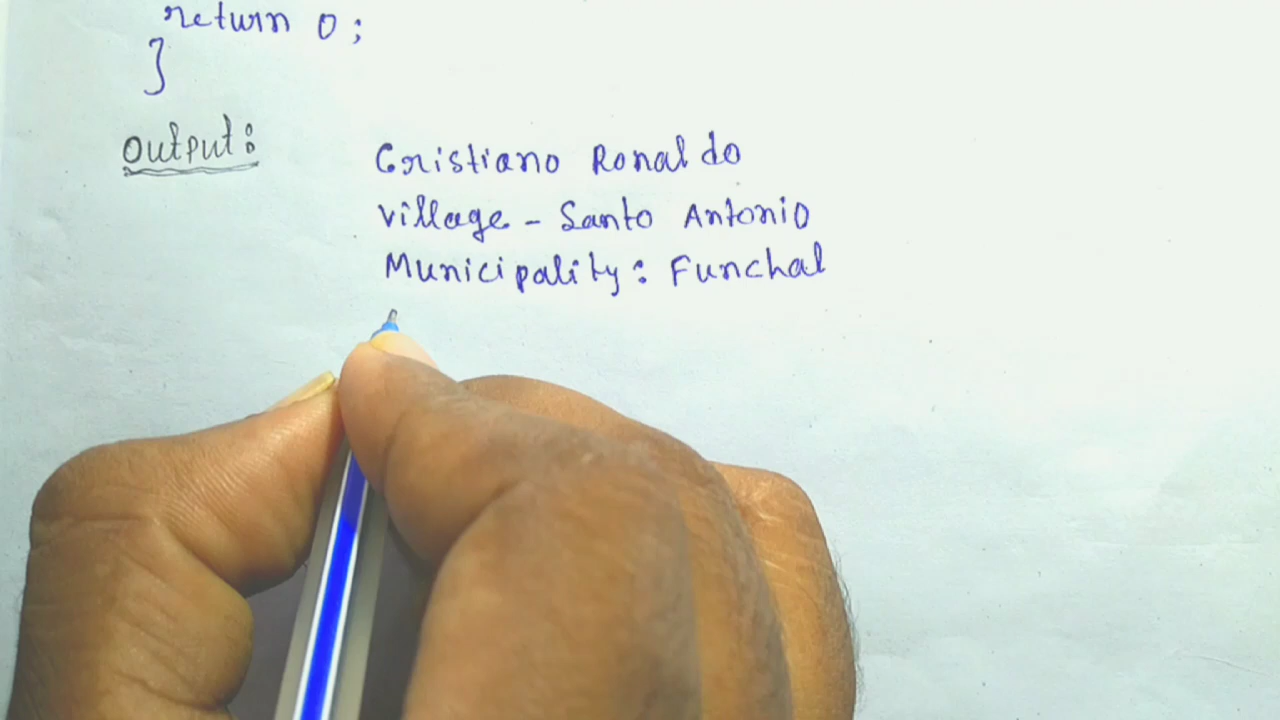 return 0;
}
Output:
Cristiano Ronaldo
Village - Santo Antonio
Municipality: Funchal